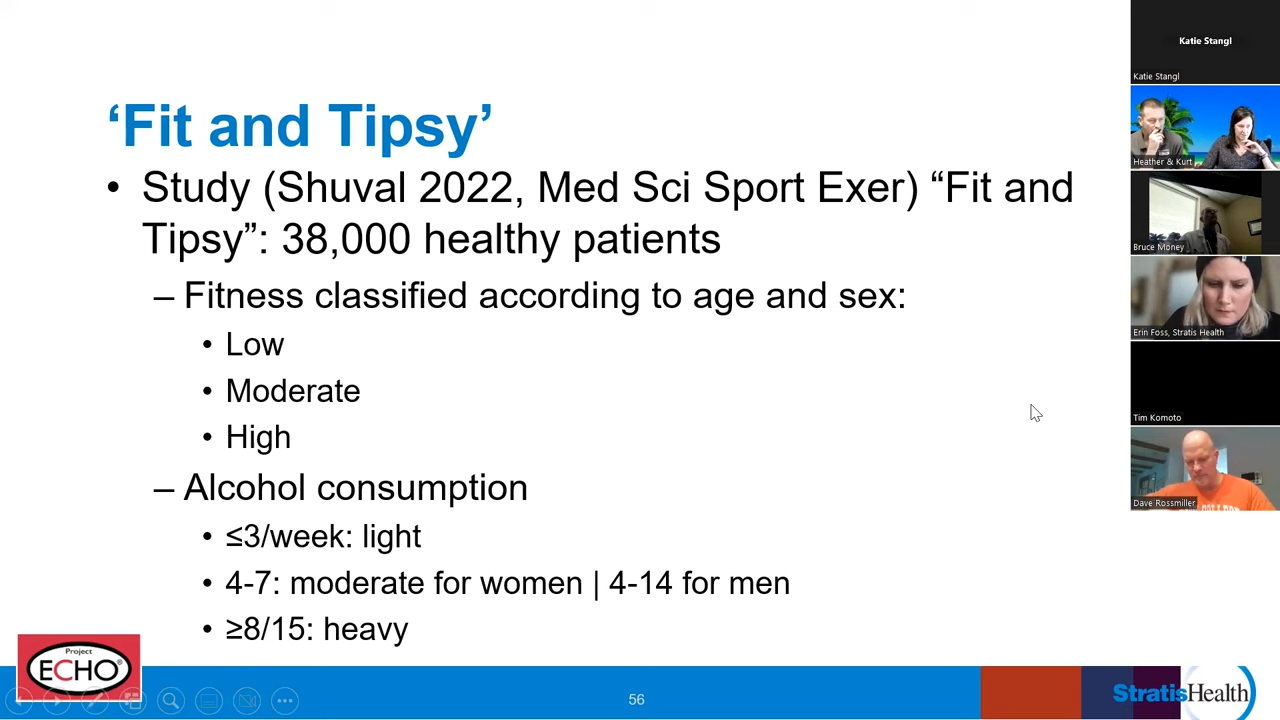 ‘Fit and Tipsy’
• Study (Shuval 2022, Med Sci Sport Exer) “Fit and
Tipsy”: 38,000 healthy patients
– Fitness classified according to age and sex:
• Low
• Moderate
• High
– Alcohol consumption
• ≤3/week: light
• 4-7: moderate for women | 4-14 for men
• ≥8/15: heavy
Project
ECHO®
56
StratisHealth
Katie Stangl
Katie Stangl
Heather & Kurt
Bruce Money
Erin Foss, Stratis Health
Tim Komoto
Dave Rossmiller